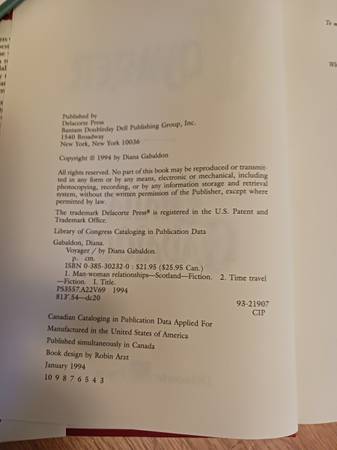 Published by
Delacorte Press
Bantam Doubleday Dell Publishing Group, Inc.
1540 Broadway
New York, New York 10036
Copyright © 1994 by Diana Gabaldon
All rights reserved. No part of this book may be reproduced or transmit-
ted in any form or by any means, electronic or mechanical, including
photocopying, recording, or by any information storage and retrieval
system, without the written permission of the Publisher, except where
permitted by law.
The trademark Delacorte Press® is registered in the U.S. Patent and
Trademark Office.
Library of Congress Cataloging in Publication Data
Gabaldon, Diana.
Voyager / by Diana Gabaldon.
p. cm.
ISBN 0-385-30232-0 : $21.95 ($25.95 Can.)
1. Man-woman relationships—Scotland—Fiction. 2. Time travel
—Fiction. I. Title.
PS3557.A22V69 1994
813'.54—dc20
93-21907
CIP
Canadian Cataloging in Publication Data Applied For
Manufactured in the United States of America
Published simultaneously in Canada
Book design by Robin Arzt
January 1994
10 9 8 7 6 5 4 3
To